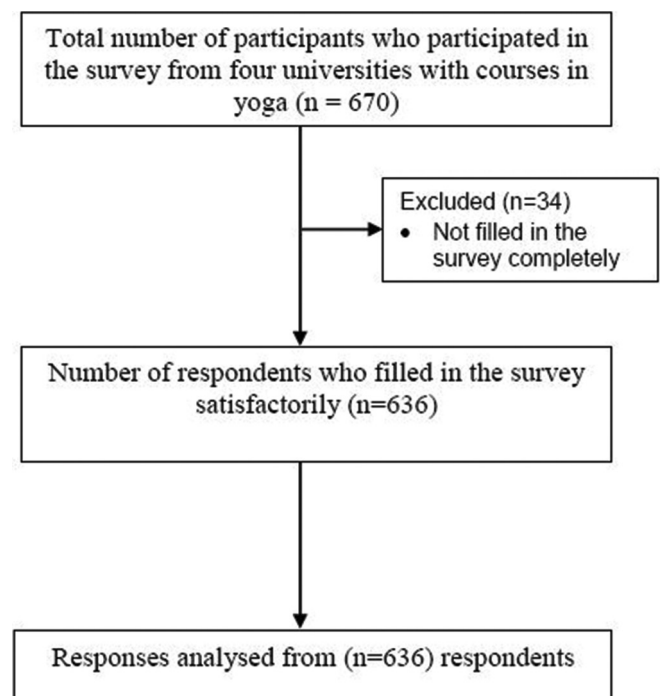 Total number of participants who participated in
the survey from four universities with courses in
yoga (n = 670)
Excluded (n=34)
• Not filled in the
survey completely
Number of respondents who filled in the survey
satisfactorily (n=636)
Responses analysed from (n=636) respondents